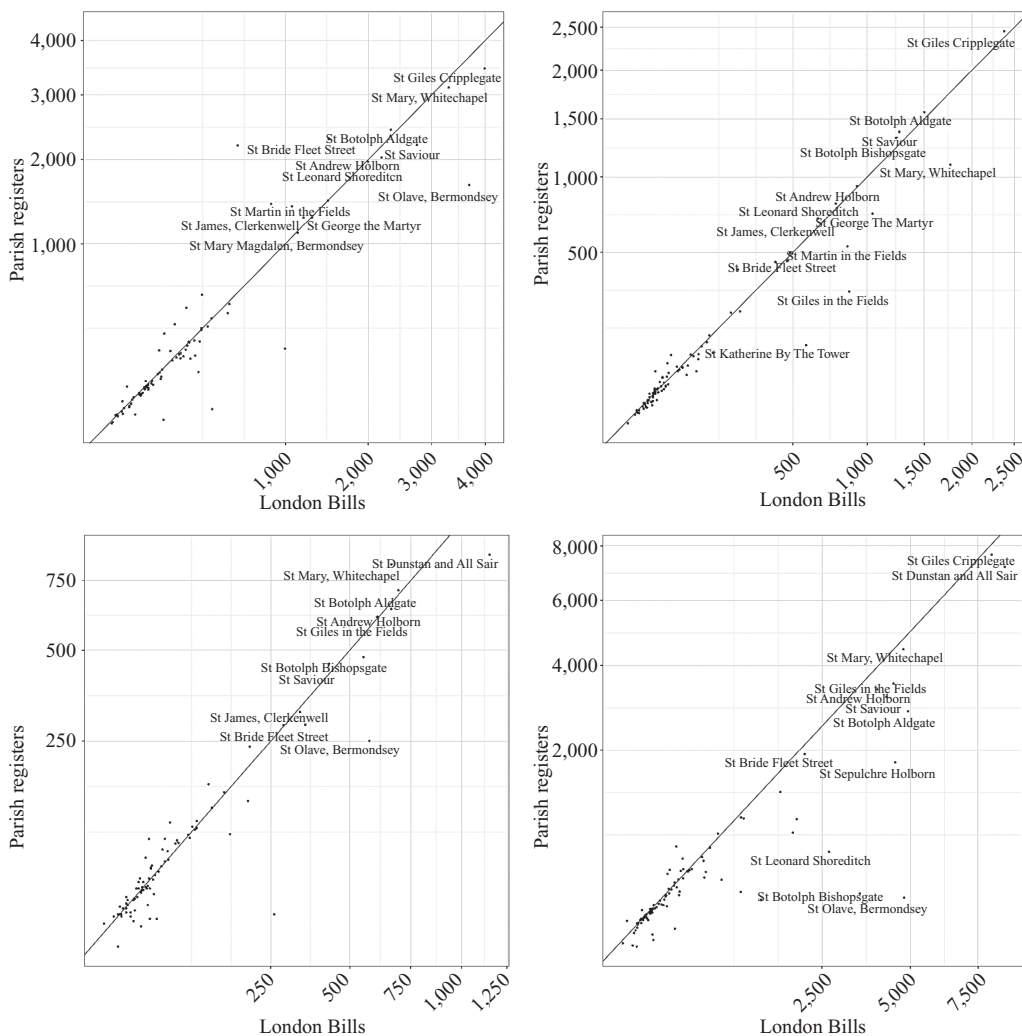 4,000
3,000
2,000
1,000
Parish registers
St Giles Cripplegate
St Mary, Whitechapel
St Botolph Aldgate
St Bride Fleet Street
St Saviour
St Andrew Holborn
St Leonard Shoreditcn
St Olave, Bermondsey
St Martin in the Fields
St James, Clerkenwell
St George the Martyr
St Mary Magdalen, Bermondsey
1,000
2,000
3,000
4,000
London Bills
2,500
2,000
1,500
1,000
500
Parish registers
St Giles Cripplegate
St Botolph Aldgate
St Saviour
St Botolph Bishopsgate
St Mary, Whitechapel
St Andrew Holborn
St Leonard Shoreditch
St George The Martyr
St James, Clerkenwell
St Martin in the Fields
St Bride Fleet Street
St Giles in the Fields
St Katherine By The Tower
500
1,000
1,500
2,000
2,500
London Bills
750
500
250
Parish registers
St Dunstan and All Sair
St Mary, Whitechapel
St Botolph Aldgate
St Andrew Holborn
St Giles in the Fields
St Botolph Bishopsgate
St Saviour
St James, Clerkenwell
St Bride Fleet Street
St Olave, Bermondsey
250
500
750
1,000
1,250
London Bills
8,000
6,000
4,000
2,000
Parish registers
St Giles Cripplegate
St Dunstan and All Sair
St Mary, Whitechapel
St Giles in the Fields
St Andrew Holborn
St Saviour
St Botolph Aldgate
St Bride Fleet Street
St Sepulchre Holborn
St Leonard Shoreditch
St Botolph Bishopsgate
St Olave, Bermondsey
2,500
5,000
7,500
London Bills